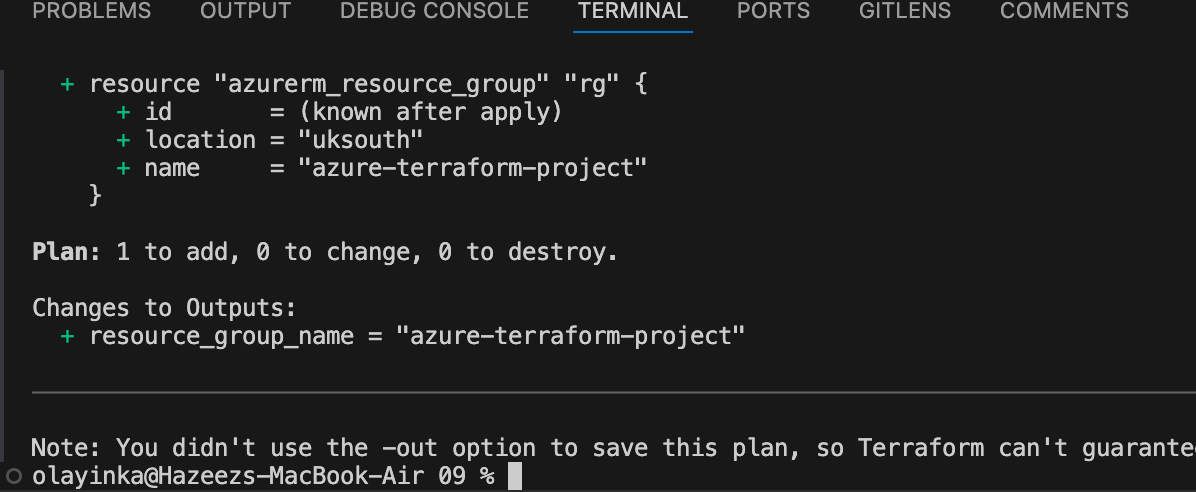 PROBLEMS OUTPUT DEBUG CONSOLE TERMINAL PORTS GITLENS COMMENTS
+ resource "azurerm_resource_group" "rg" {
+ id = (known after apply)
+ location = "uksouth"
+ name = "azure-terraform-project"
}
Plan: 1 to add, 0 to change, 0 to destroy.
Changes to Outputs:
+ resource_group_name = "azure-terraform-project"
Note: You didn't use the -out option to save this plan, so Terraform can't guarante
olayinka@Hazeezs-MacBook-Air 09 %